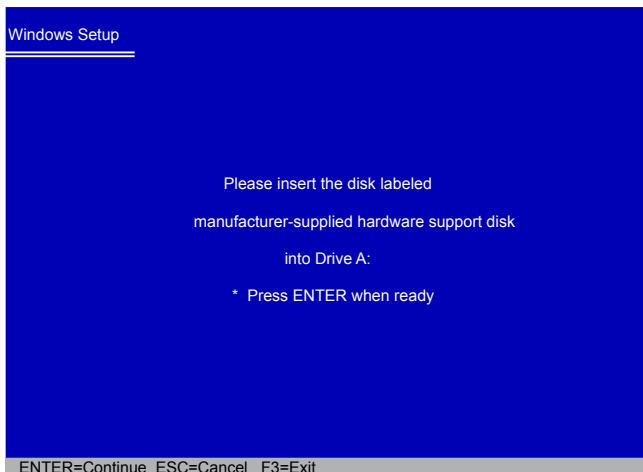 Windows Setup
Please insert the disk labeled
manufacturer-supplied hardware support disk
into Drive A:
* Press ENTER when ready
ENTER=Continue ESC=Cancel F3=Exit